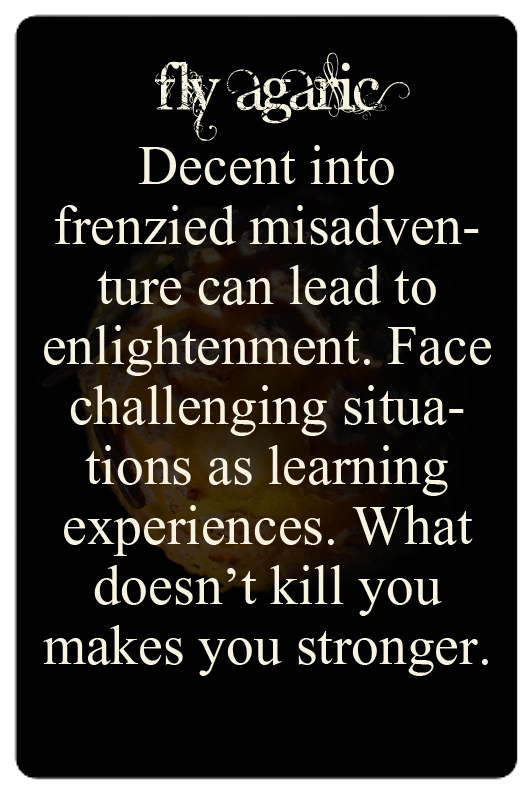 fly agaric
Decent into
frenzied misadven-
ture can lead to
enlightenment. Face
challenging situa-
tions as learning
experiences. What
doesn’t kill you
makes you stronger.